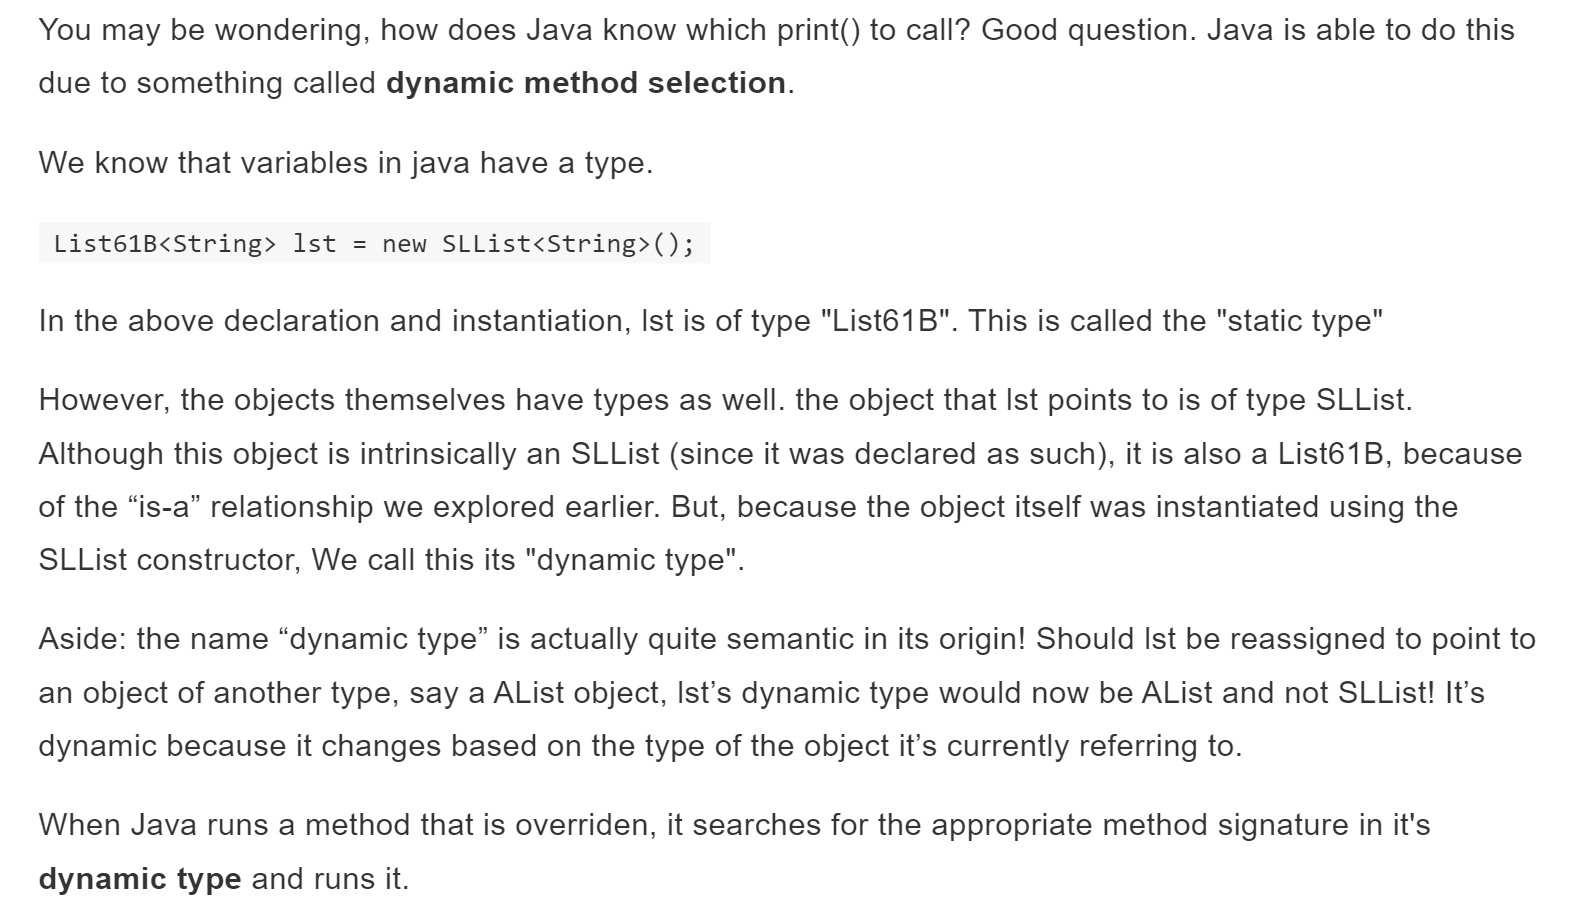 You may be wondering, how does Java know which print() to call? Good question. Java is able to do this
due to something called dynamic method selection.
We know that variables in java have a type.
List61B<String> lst = new SLList<String>();
In the above declaration and instantiation, lst is of type "List61B". This is called the "static type"
However, the objects themselves have types as well. the object that lst points to is of type SLList.
Although this object is intrinsically an SLList (since it was declared as such), it is also a List61B, because
of the “is-a” relationship we explored earlier. But, because the object itself was instantiated using the
SLList constructor, We call this its "dynamic type".
Aside: the name “dynamic type” is actually quite semantic in its origin! Should lst be reassigned to point to
an object of another type, say a AList object, lst’s dynamic type would now be AList and not SLList! It’s
dynamic because it changes based on the type of the object it’s currently referring to.
When Java runs a method that is overriden, it searches for the appropriate method signature in it's
dynamic type and runs it.